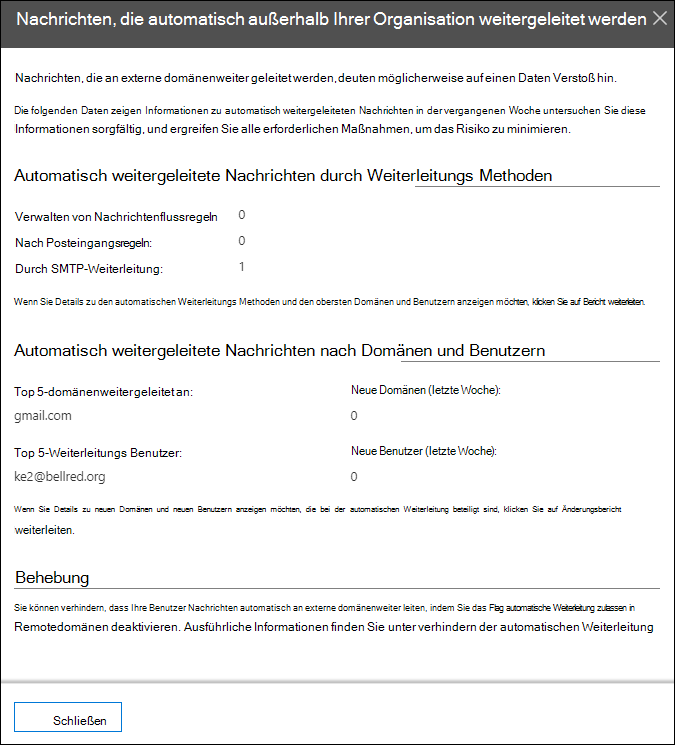 Nachrichten, die automatisch außerhalb Ihrer Organisation weitergeleitet werden
Nachrichten, die an externe domänenweiter geleitet werden, deuten möglicherweise auf einen Daten Verstoß hin.
Die folgenden Daten zeigen Informationen zu automatisch weitergeleiteten Nachrichten in der vergangenen Woche untersuchen Sie diese
Informationen sorgfältig, und ergreifen Sie alle erforderlichen Maßnahmen, um das Risiko zu minimieren.
Automatisch weitergeleitete Nachrichten durch Weiterleitungs Methoden
Verwalten von Nachrichtenflussregeln 0
Nach Posteingangsregeln: 0
Durch SMTP-Weiterleitung: 1
Wenn Sie Details zu den automatischen Weiterleitungs Methoden und den obersten Domänen und Benutzern anzeigen möchten, klicken Sie auf Bericht weiterleiten.
Automatisch weitergeleitete Nachrichten nach Domänen und Benutzern
Top 5-domänenweitergeleitet an: Neue Domänen (letzte Woche):
gmail.com 0
Top 5-Weiterleitungs Benutzer: Neue Benutzer (letzte Woche):
ke2@bellred.org 0
Wenn Sie Details zu neuen Domänen und neuen Benutzern anzeigen möchten, die bei der automatischen Weiterleitung beteiligt sind, klicken Sie auf Änderungsbericht
weiterleiten.
Behebung
Sie können verhindern, dass Ihre Benutzer Nachrichten automatisch an externe domänenweiter leiten, indem Sie das Flag automatische Weiterleitung zulassen in
Remotedomänen deaktivieren. Ausführliche Informationen finden Sie unter verhindern der automatischen Weiterleitung
Schließen